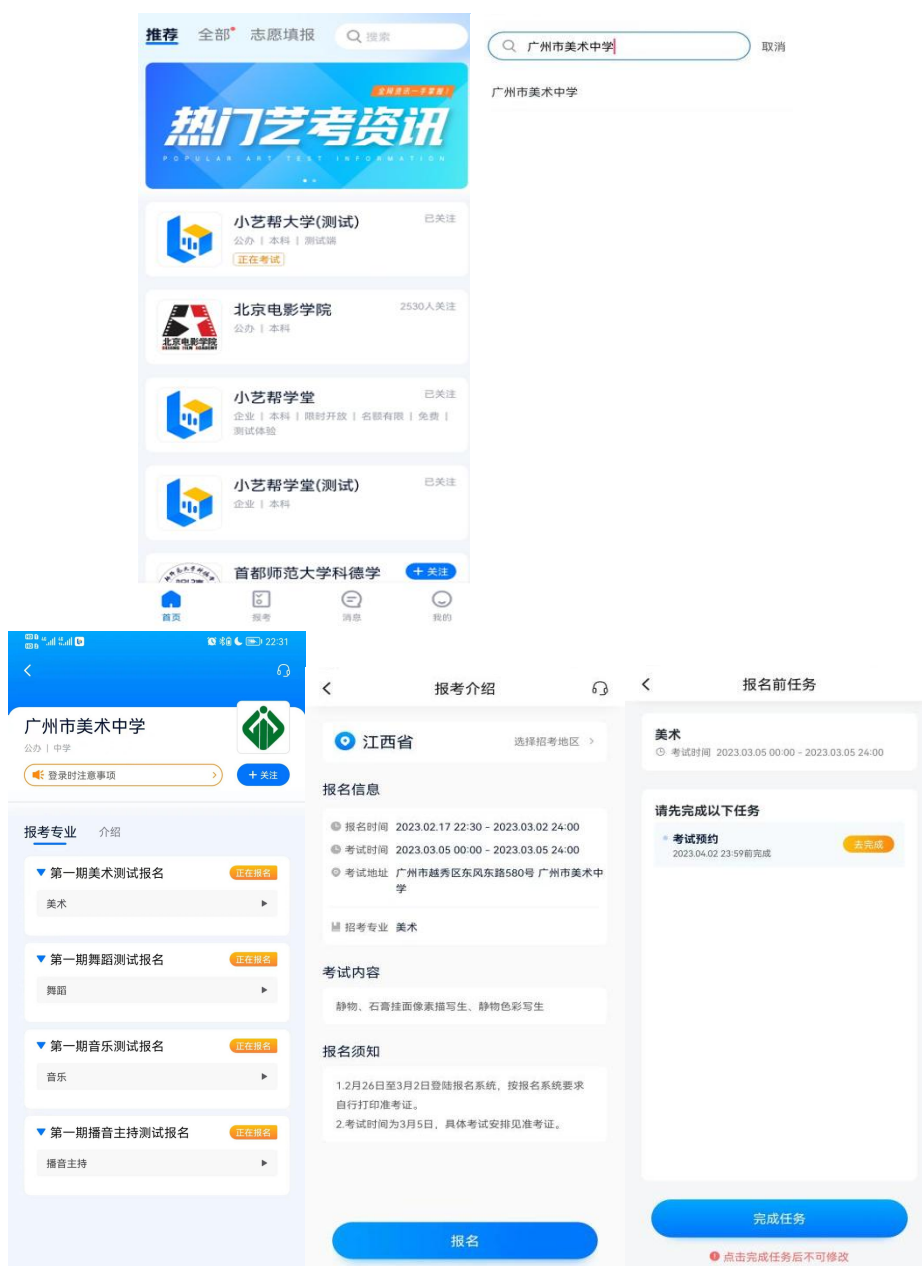 推荐 全部 志愿填报 搜索
全网资讯一手掌握！
热门艺考资讯
POPULAR ART TEST INFORMATION
小艺帮大学(测试) 已关注
公办 | 本科 | 测试端
正在考试
北京电影学院 2530人关注
公办 | 本科
北京电影学院
BEIJING FILM ACADEMY
小艺帮学堂 已关注
企业 | 本科 | 限时开放 | 名额有限 | 免费 |
测试体验
小艺帮学堂(测试) 已关注
企业 | 本科
首都师范大学科德学 + 关注
首页 报考 消息 我的
广州市美术中学 取消
广州市美术中学
22:31
广州市美术中学
公办 | 中学
登录时注意事项 > + 关注
报考专业 介绍
第一期美术测试报名 正在报名
美术
第一期舞蹈测试报名 正在报名
舞蹈
第一期音乐测试报名 正在报名
音乐
第一期播音主持测试报名 正在报名
播音主持
报考介绍
江西省 选择招考地区 >
报名信息
报名时间 2023.02.17 22:30 - 2023.03.02 24:00
考试时间 2023.03.05 00:00 - 2023.03.05 24:00
考试地址 广州市越秀区东风东路580号 广州市美术中
学
招考专业 美术
考试内容
静物、石膏挂面像素描写生、静物色彩写生
报名须知
1.2月26日至3月2日登陆报名系统，按报名系统要求
自行打印准考证。
2.考试时间为3月5日，具体考试安排见准考证。
报名
报名前任务
美术
考试时间 2023.03.05 00:00 - 2023.03.05 24:00
请先完成以下任务
考试预约
2023.04.02 23:59前完成 去完成
完成任务
点击完成任务后不可修改